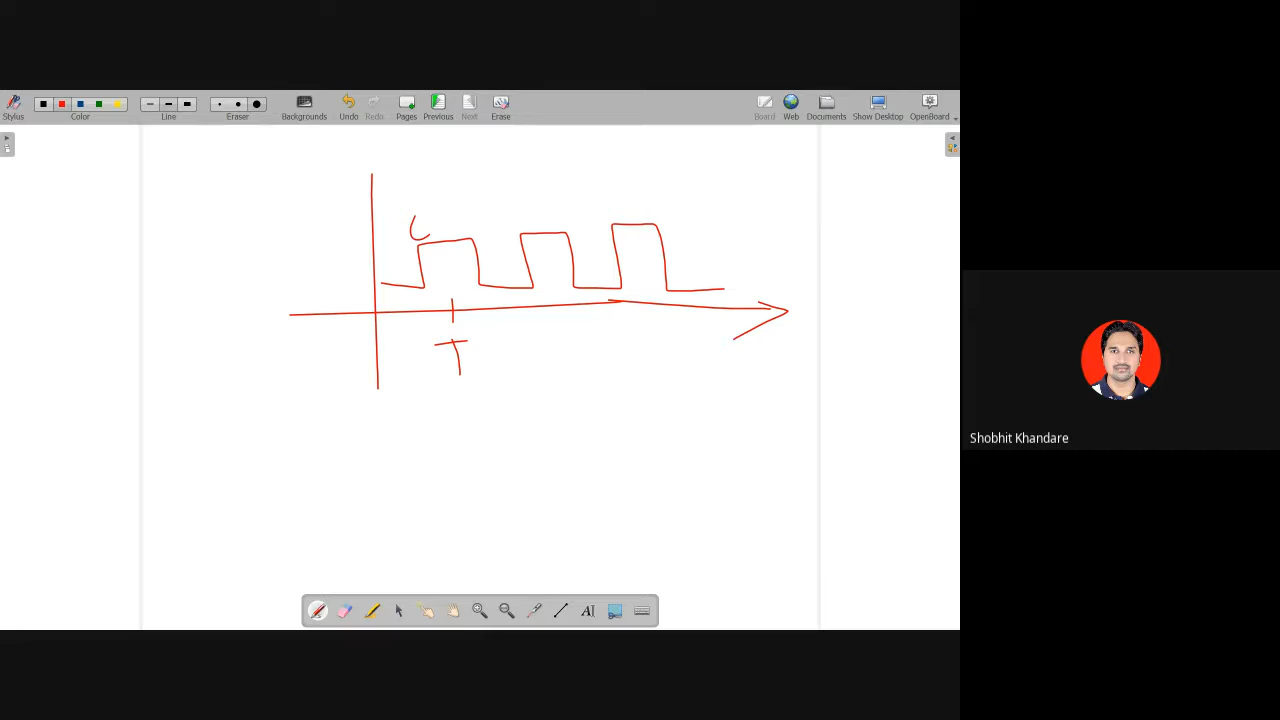 Stylus Color Line Eraser Backgrounds Undo Redo Pages Previous Next Erase Board Web Documents Show Desktop OpenBoard
T
Shobhit Khandare
AI